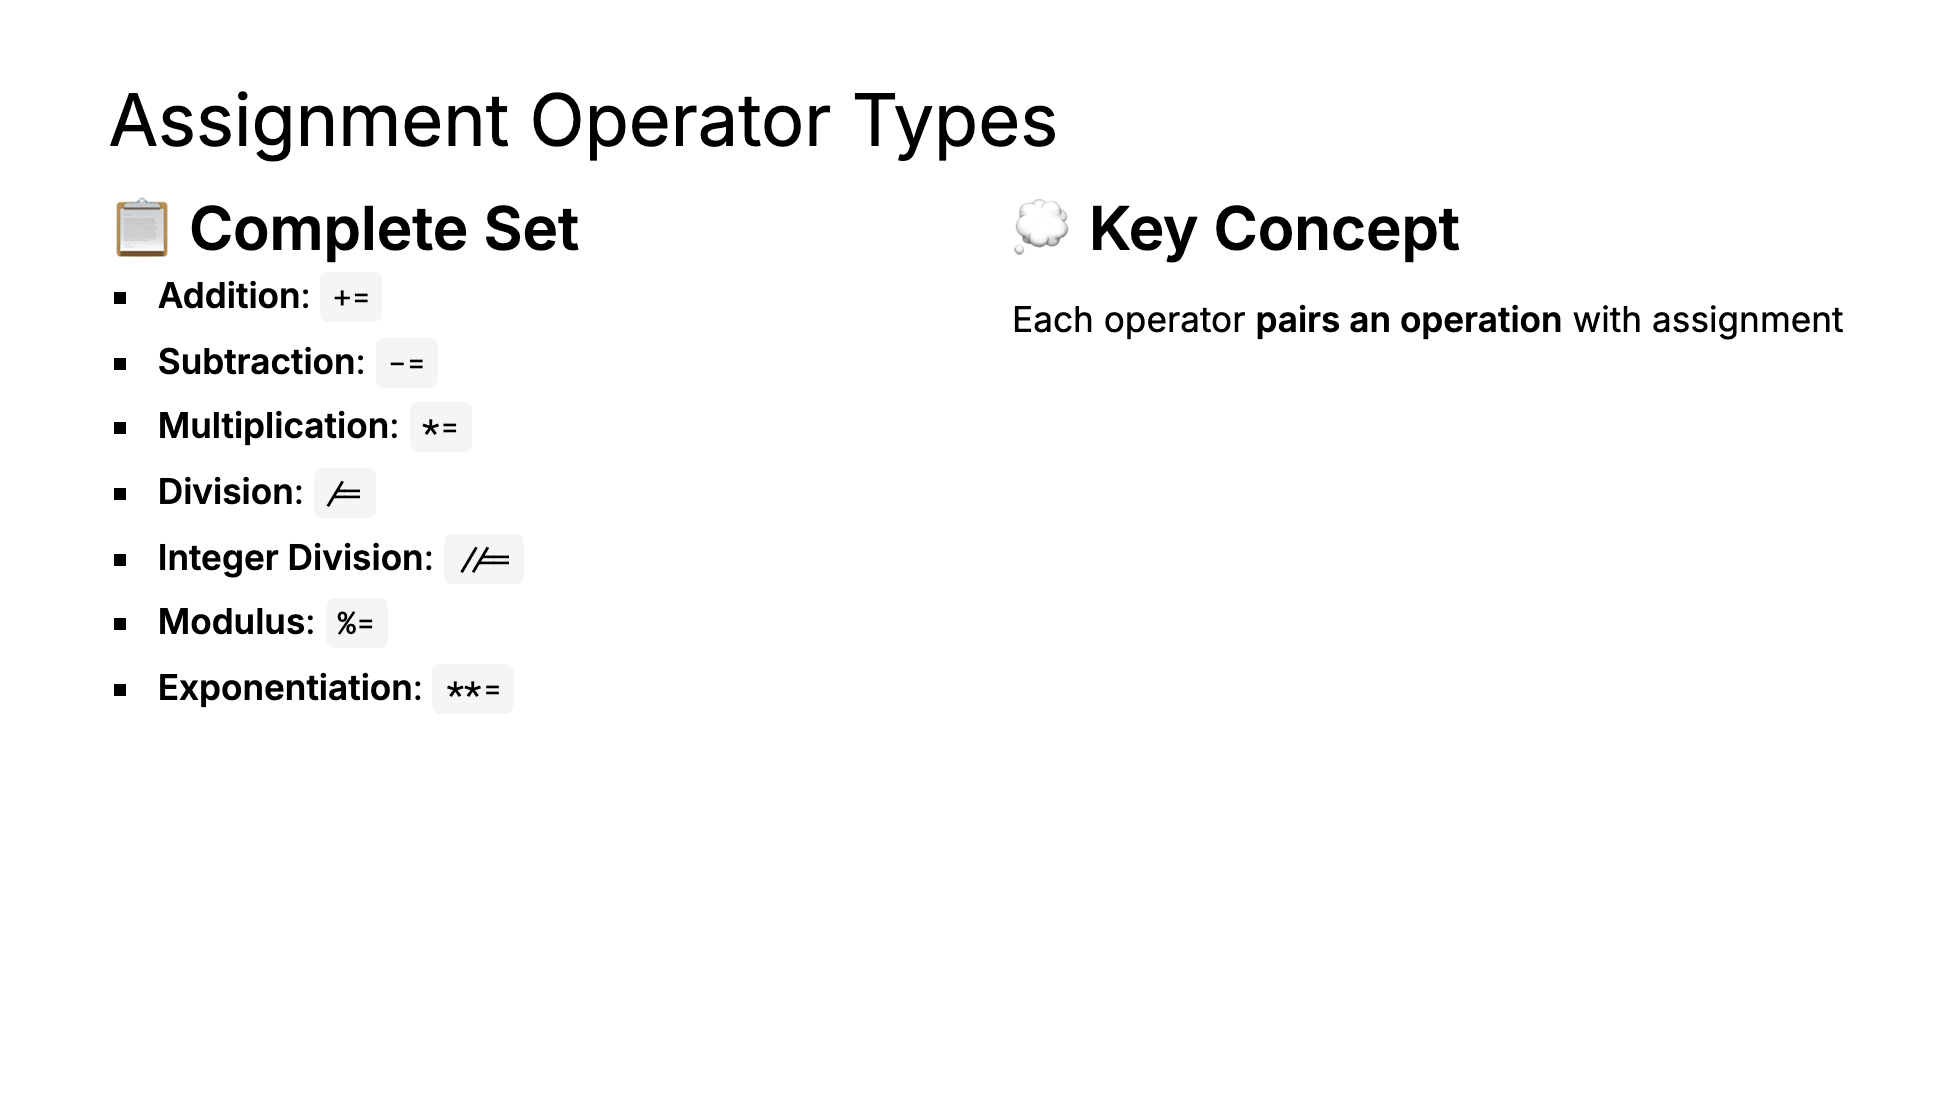 Assignment Operator Types
📋 Complete Set
▪ Addition: +=
▪ Subtraction: -=
▪ Multiplication: *=
▪ Division: /=
▪ Integer Division: //=
▪ Modulus: %=
▪ Exponentiation: **=
💭 Key Concept
Each operator pairs an operation with assignment